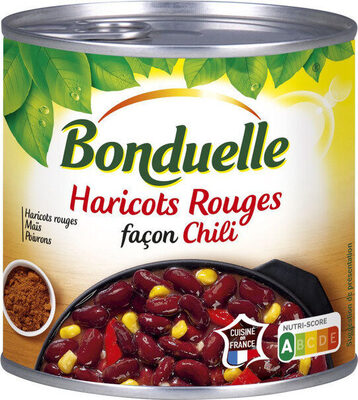 Bonduelle
Haricots Rouges
façon Chili
Haricots rouges
Maïs
Poivrons
CUISINÉ
EN
FRANCE
NUTRI-SCORE
A B C D E
Suggestion de présentation